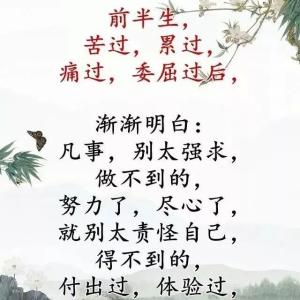 前半生，
苦过，累过，
痛过，委屈过后，
渐渐明白：
凡事，别太强求，
做不到的，
努力了，尽心了，
就别太责怪自己，
得不到的，
付出过，体验过，